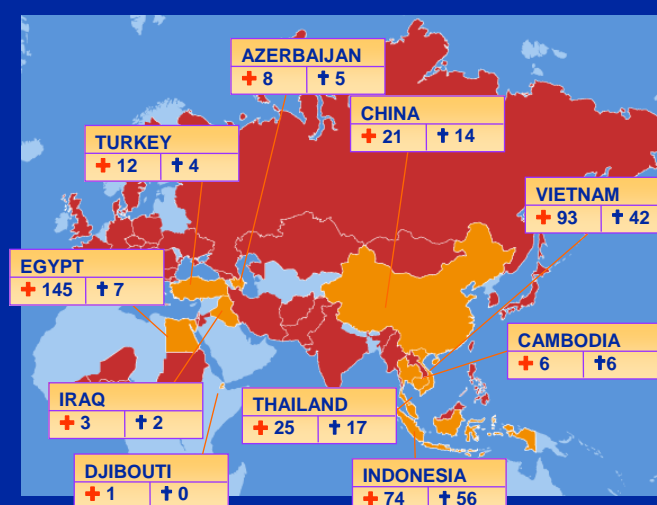 AZERBAIJAN
✚ 8 ✝ 5
CHINA
✚ 21 ✝ 14
TURKEY
✚ 12 ✝ 4
VIETNAM
✚ 93 ✝ 42
EGYPT
✚ 145 ✝ 7
CAMBODIA
✚ 6 ✝6
IRAQ
✚ 3 ✝ 2
THAILAND
✚ 25 ✝ 17
DJIBOUTI
✚ 1 ✝ 0
INDONESIA
✚ 74 ✝ 56